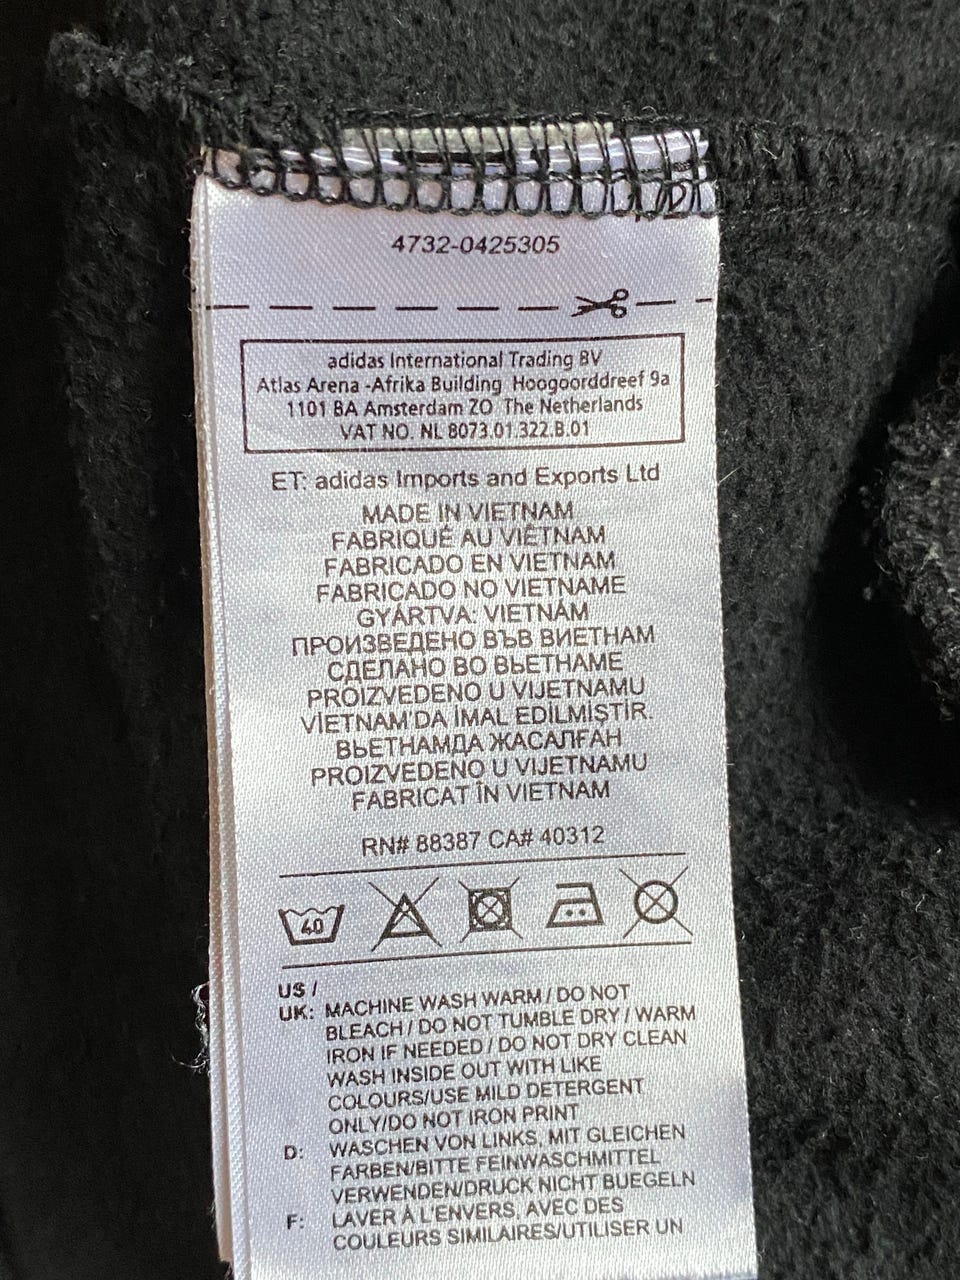 4732-0425305
adidas International Trading BV
Atlas Arena -Afrika Building Hoogoorddreef 9a
1101 BA Amsterdam ZO The Netherlands
VAT NO. NL 8073.01.322.B.01
ET: adidas Imports and Exports Ltd
MADE IN VIETNAM
FABRIQUÉ AU VIÊTNAM
FABRICADO EN VIETNAM
FABRICADO NO VIETNAME
GYÁRTVA: VIETNÁM
ПРОИЗВЕДЕНО ВЪВ ВИЕТНАМ
СДЕЛАНО ВО ВЬЕТНАМЕ
PROIZVEDENO U VIJETNAMU
VİETNAM'DA İMAL EDİLMİŞTİR.
ВЬЕТНАМДА ЖАСАЛҒАН
PROIZVEDENO U VIJETNAMU
FABRICAT ÎN VIETNAM
RN# 88387 CA# 40312
40
US /
UK: MACHINE WASH WARM / DO NOT
BLEACH / DO NOT TUMBLE DRY / WARM
IRON IF NEEDED / DO NOT DRY CLEAN
WASH INSIDE OUT WITH LIKE
COLOURS/USE MILD DETERGENT
ONLY/DO NOT IRON PRINT
D: WASCHEN VON LINKS, MIT GLEICHEN
FARBEN/BITTE FEINWASCHMITTEL
VERWENDEN/DRUCK NICHT BUEGELN
F: LAVER À L'ENVERS, AVEC DES
COULEURS SIMILAIRES/UTILISER UN